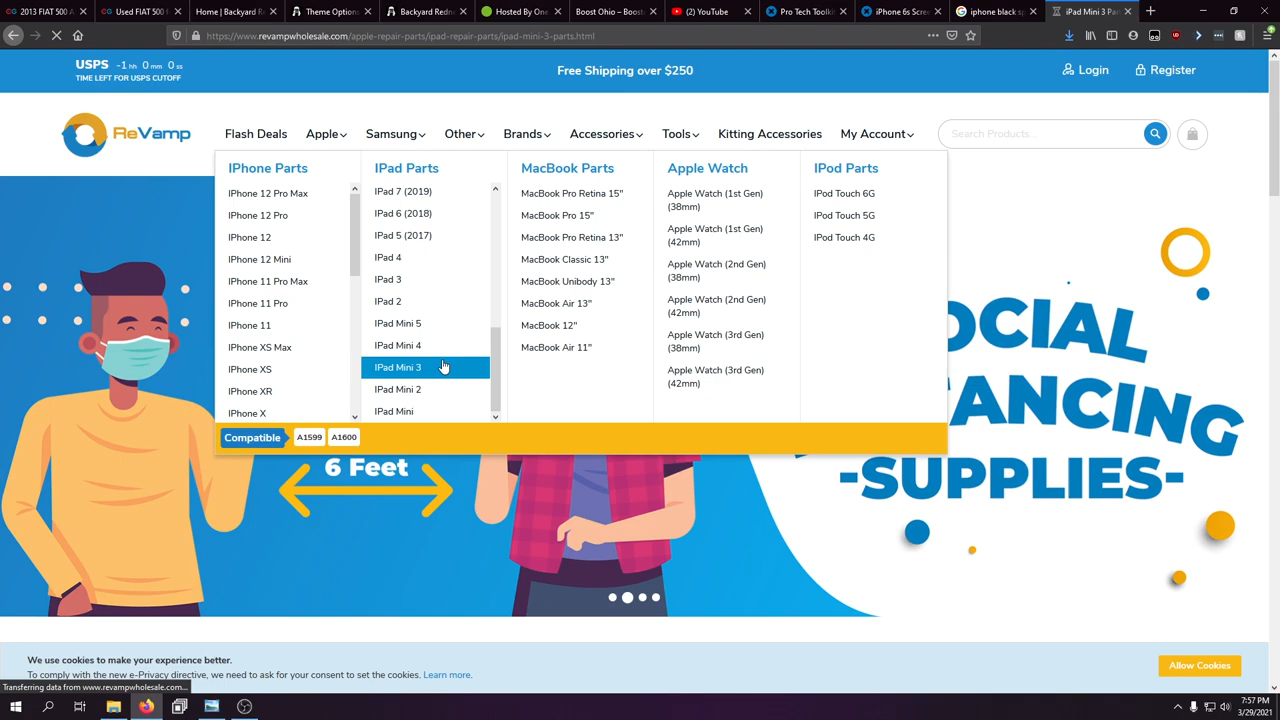 2013 FIAT 500 A
Used FIAT 500 f
Home | Backyard Re
Theme Options
Backyard Redne
Hosted By One
Boost Ohio – Boost
(2) YouTube
Pro Tech Toolkit
iPhone 6s Scree
iphone black sp
iPad Mini 3 Par
https://www.revampwholesale.com/apple-repair-parts/ipad-repair-parts/ipad-mini-3-parts.html
USPS -1 hh 0 mm 0 ss
TIME LEFT FOR USPS CUTOFF
Free Shipping over $250
Login
Register
ReVamp
Flash Deals
Apple
Samsung
Other
Brands
Accessories
Tools
Kitting Accessories
My Account
Search Products...
IPhone Parts
IPhone 12 Pro Max
IPhone 12 Pro
IPhone 12
IPhone 12 Mini
IPhone 11 Pro Max
IPhone 11 Pro
IPhone 11
IPhone XS Max
IPhone XS
IPhone XR
IPhone X
IPad Parts
IPad 7 (2019)
IPad 6 (2018)
IPad 5 (2017)
IPad 4
IPad 3
IPad 2
IPad Mini 5
IPad Mini 4
IPad Mini 3
IPad Mini 2
IPad Mini
MacBook Parts
MacBook Pro Retina 15"
MacBook Pro 15"
MacBook Pro Retina 13"
MacBook Classic 13"
MacBook Unibody 13"
MacBook Air 13"
MacBook 12"
MacBook Air 11"
Apple Watch
Apple Watch (1st Gen)
(38mm)
Apple Watch (1st Gen)
(42mm)
Apple Watch (2nd Gen)
(38mm)
Apple Watch (2nd Gen)
(42mm)
Apple Watch (3rd Gen)
(38mm)
Apple Watch (3rd Gen)
(42mm)
IPod Parts
IPod Touch 6G
IPod Touch 5G
IPod Touch 4G
Compatible A1599 A1600
6 Feet
OCIAL
ANCING
-SUPPLIES-
We use cookies to make your experience better.
To comply with the new e-Privacy directive, we need to ask for your consent to set the cookies. Learn more.
Allow Cookies
Transferring data from www.revampwholesale.com...
7:57 PM
3/29/2021